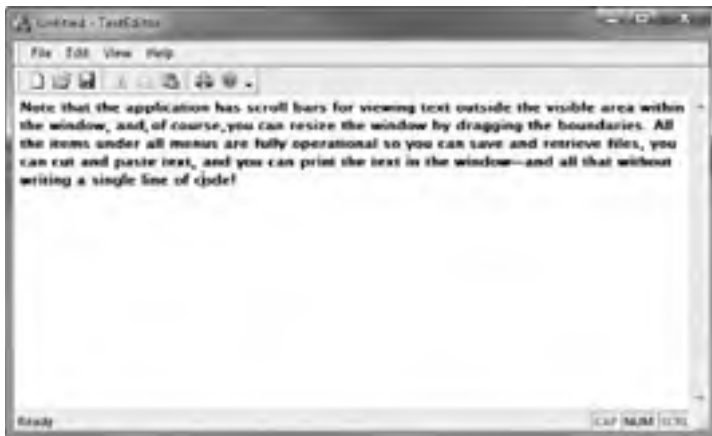 Untitled - TextEditor
File Edit View Help
Note that the application has scroll bars for viewing text outside the visible area within
the window, and, of course, you can resize the window by dragging the boundaries. All
the items under all menus are fully operational so you can save and retrieve files, you
can cut and paste text, and you can print the text in the window—and all that without
writing a single line of code!
Ready CAP NUM SCRL